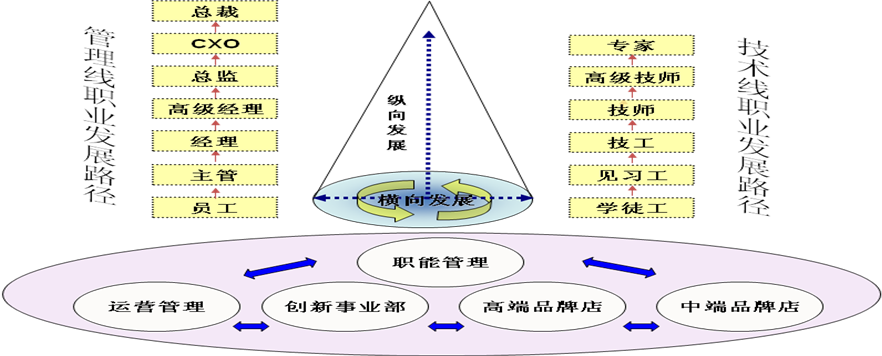 管理线职业发展路径
总裁
CXO
总监
高级经理
经理
主管
员工
纵向发展
横向发展
专家
高级技师
技师
技工
见习工
学徒工
技术线职业发展路径
职能管理
运营管理
创新事业部
高端品牌店
中端品牌店